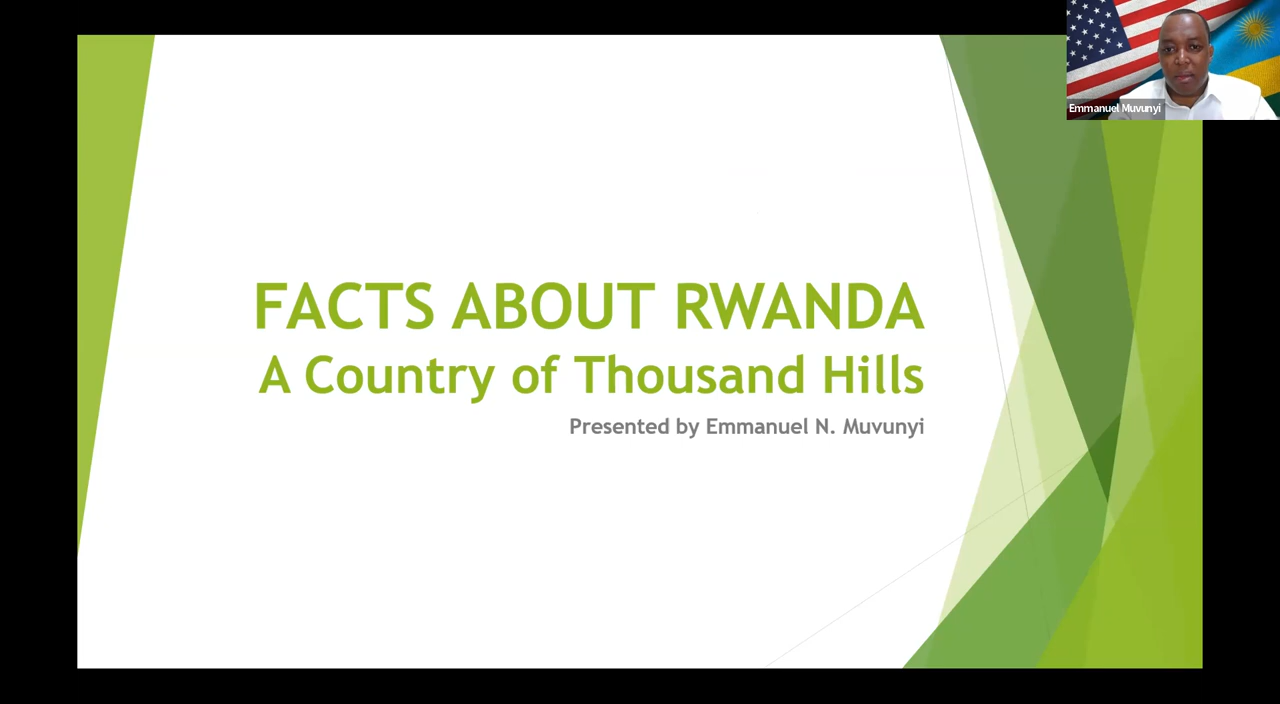 Emmanuel Muvunyi
FACTS ABOUT RWANDA
A Country of Thousand Hills
Presented by Emmanuel N. Muvunyi